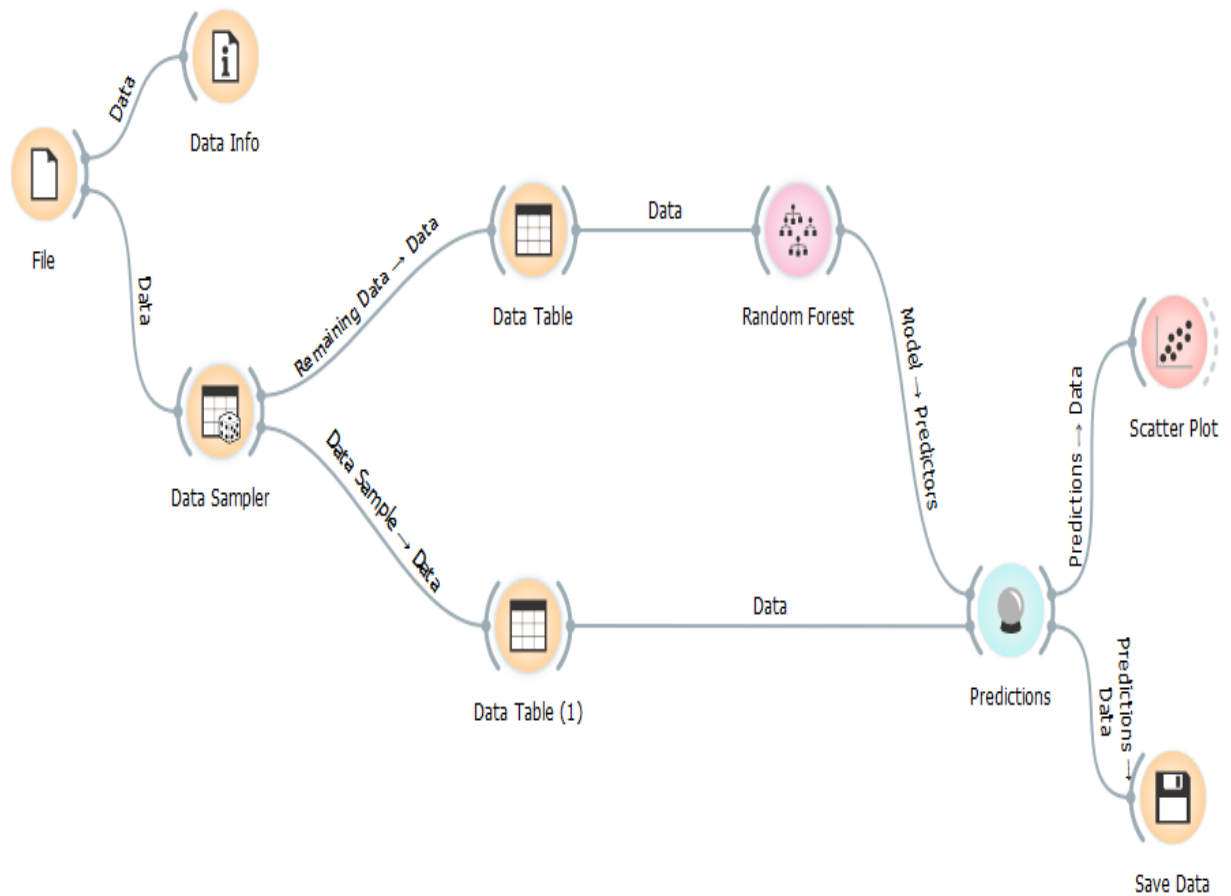 Data
Data Info
File
Data
Remaining Data → Data
Data Table
Data
Random Forest
Data Sampler
Data Sample → Data
Data Table (1)
Data
Model → Predictors
Predictions
Predictions → Data
Scatter Plot
Predictions →
Data
Save Data